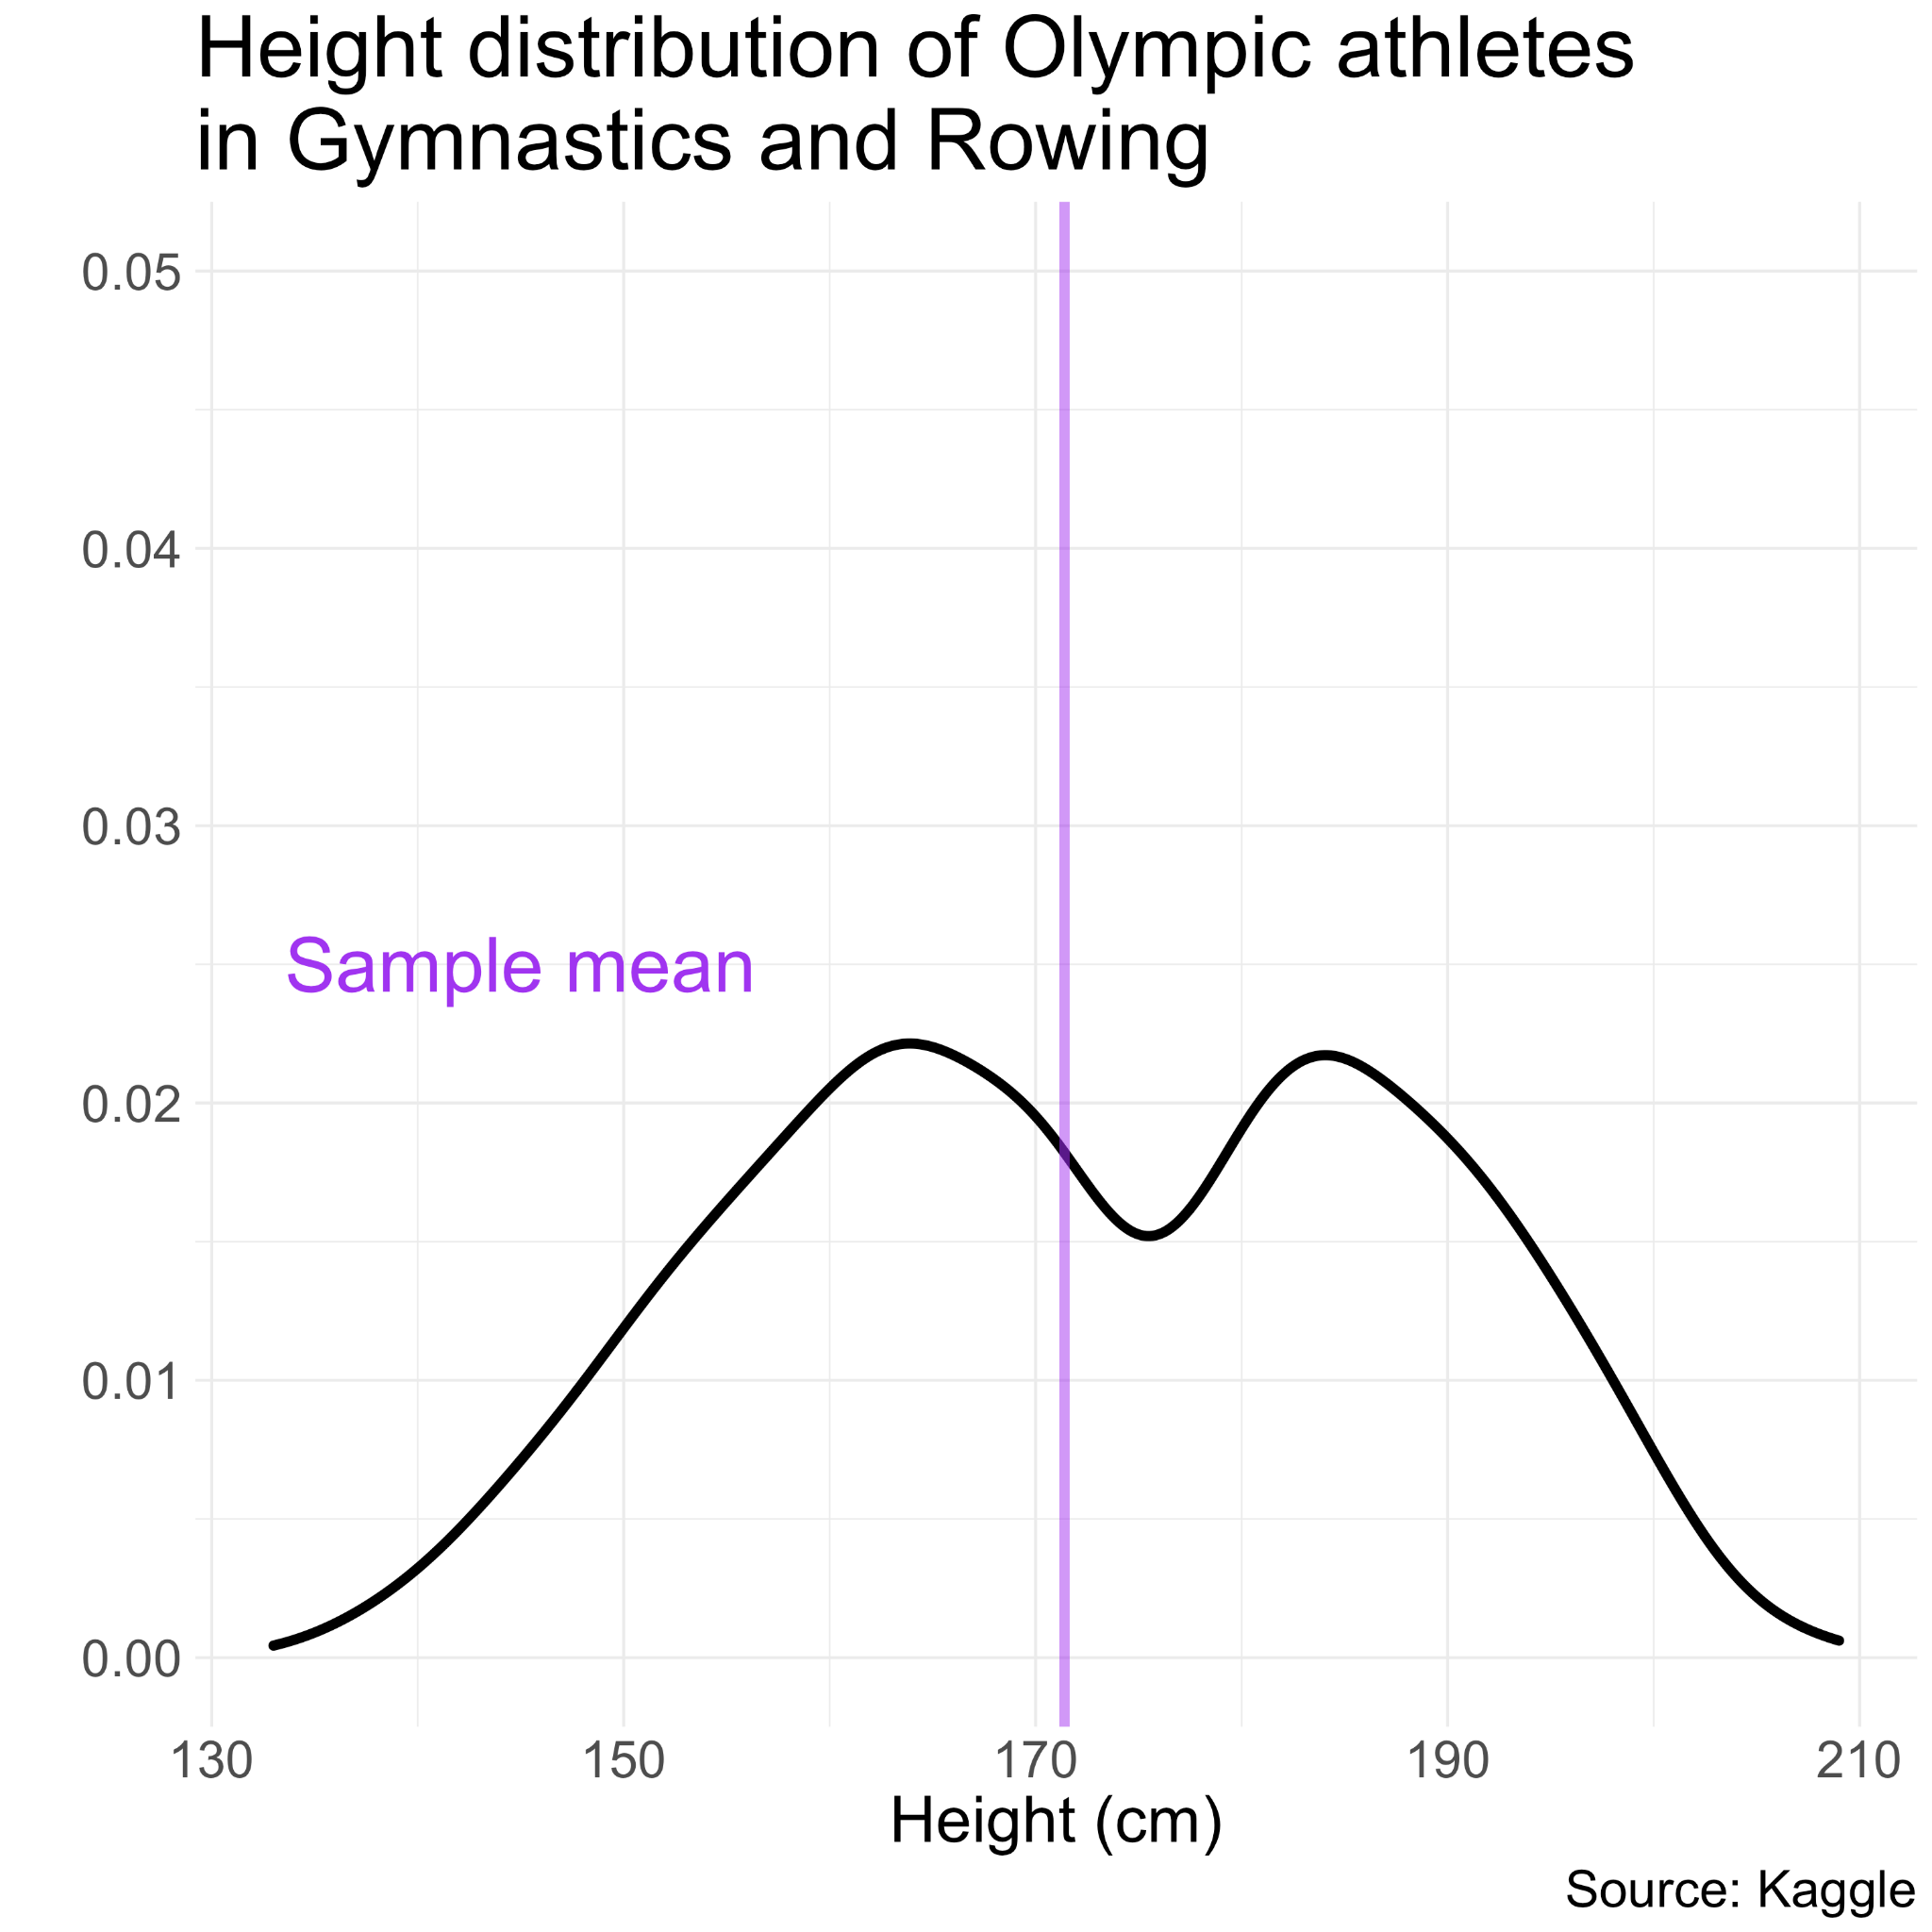 Height distribution of Olympic athletes
in Gymnastics and Rowing
0.05
0.04
0.03
Sample mean
0.02
0.01
0.00
130 150 170 190 210
Height (cm)
Source: Kaggle